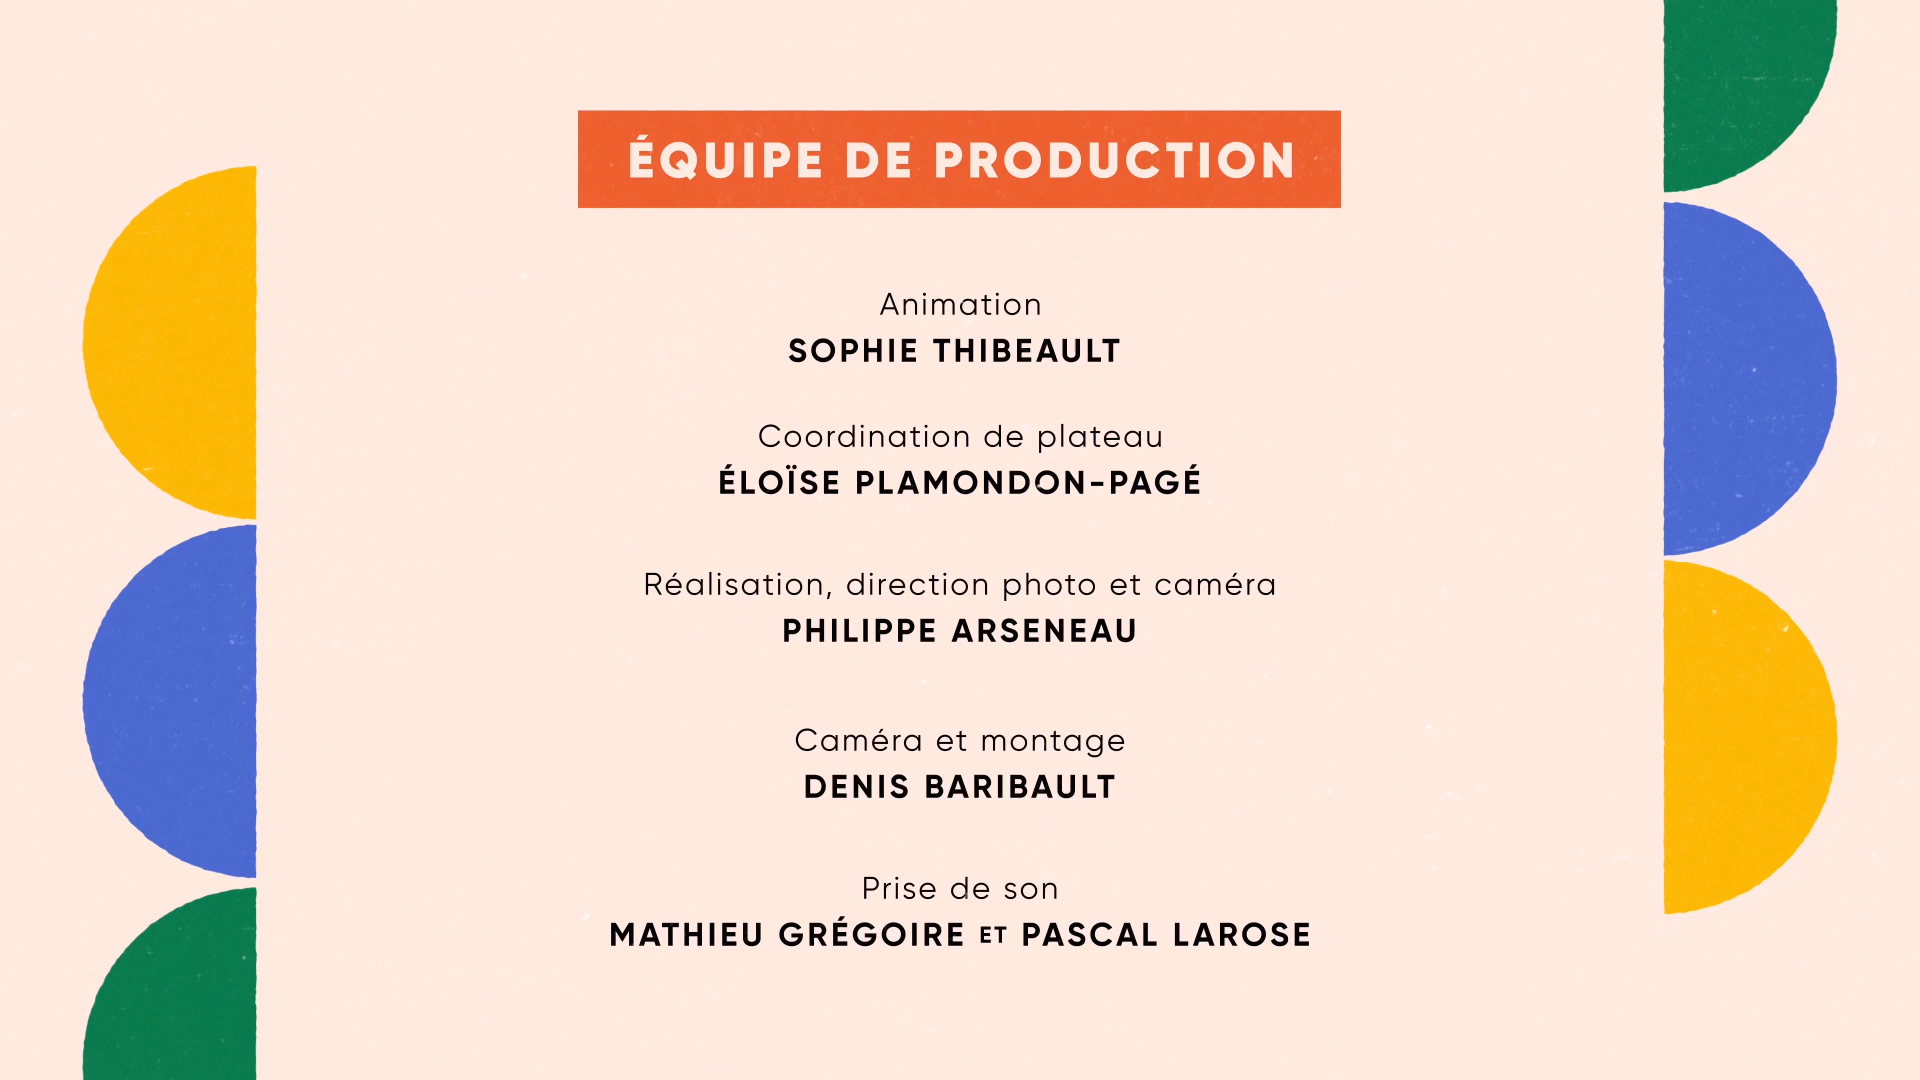 ÉQUIPE DE PRODUCTION
Animation
SOPHIE THIBEAULT
Coordination de plateau
ÉLOÏSE PLAMONDON-PAGÉ
Réalisation, direction photo et caméra
PHILIPPE ARSENEAU
Caméra et montage
DENIS BARIBAULT
Prise de son
MATHIEU GRÉGOIRE ET PASCAL LAROSE